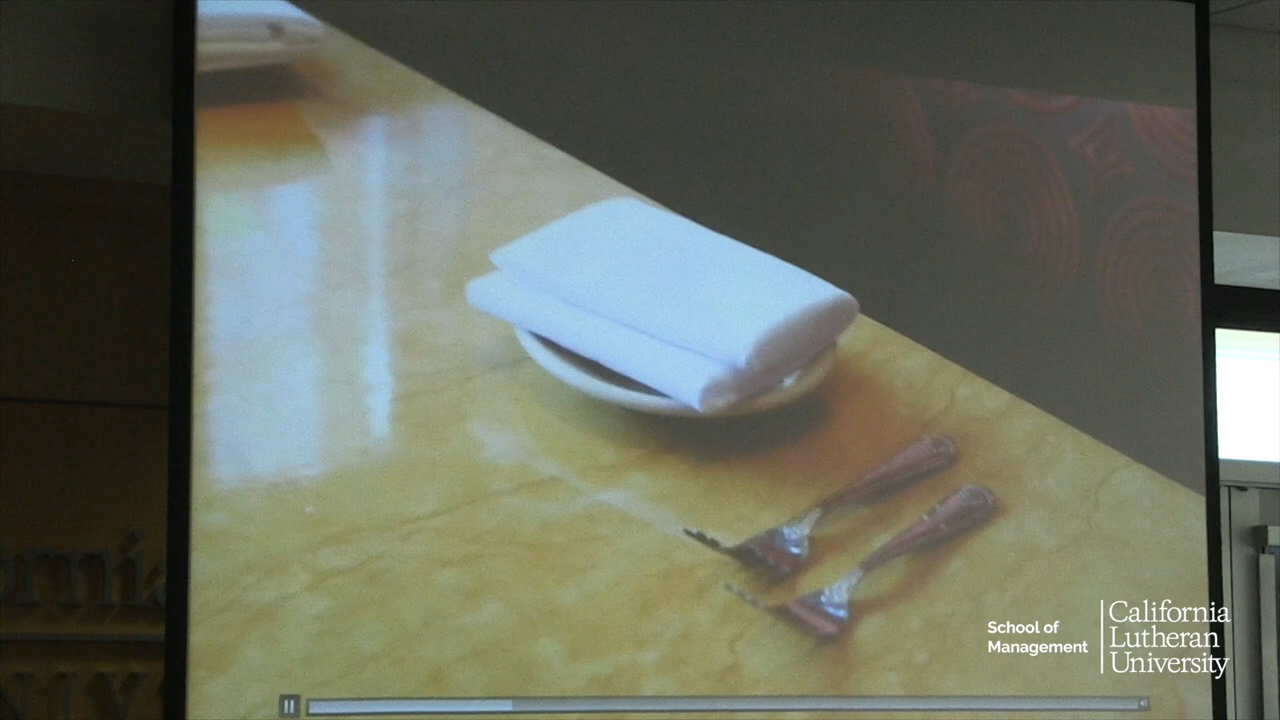 School of
Management
California
Lutheran
University